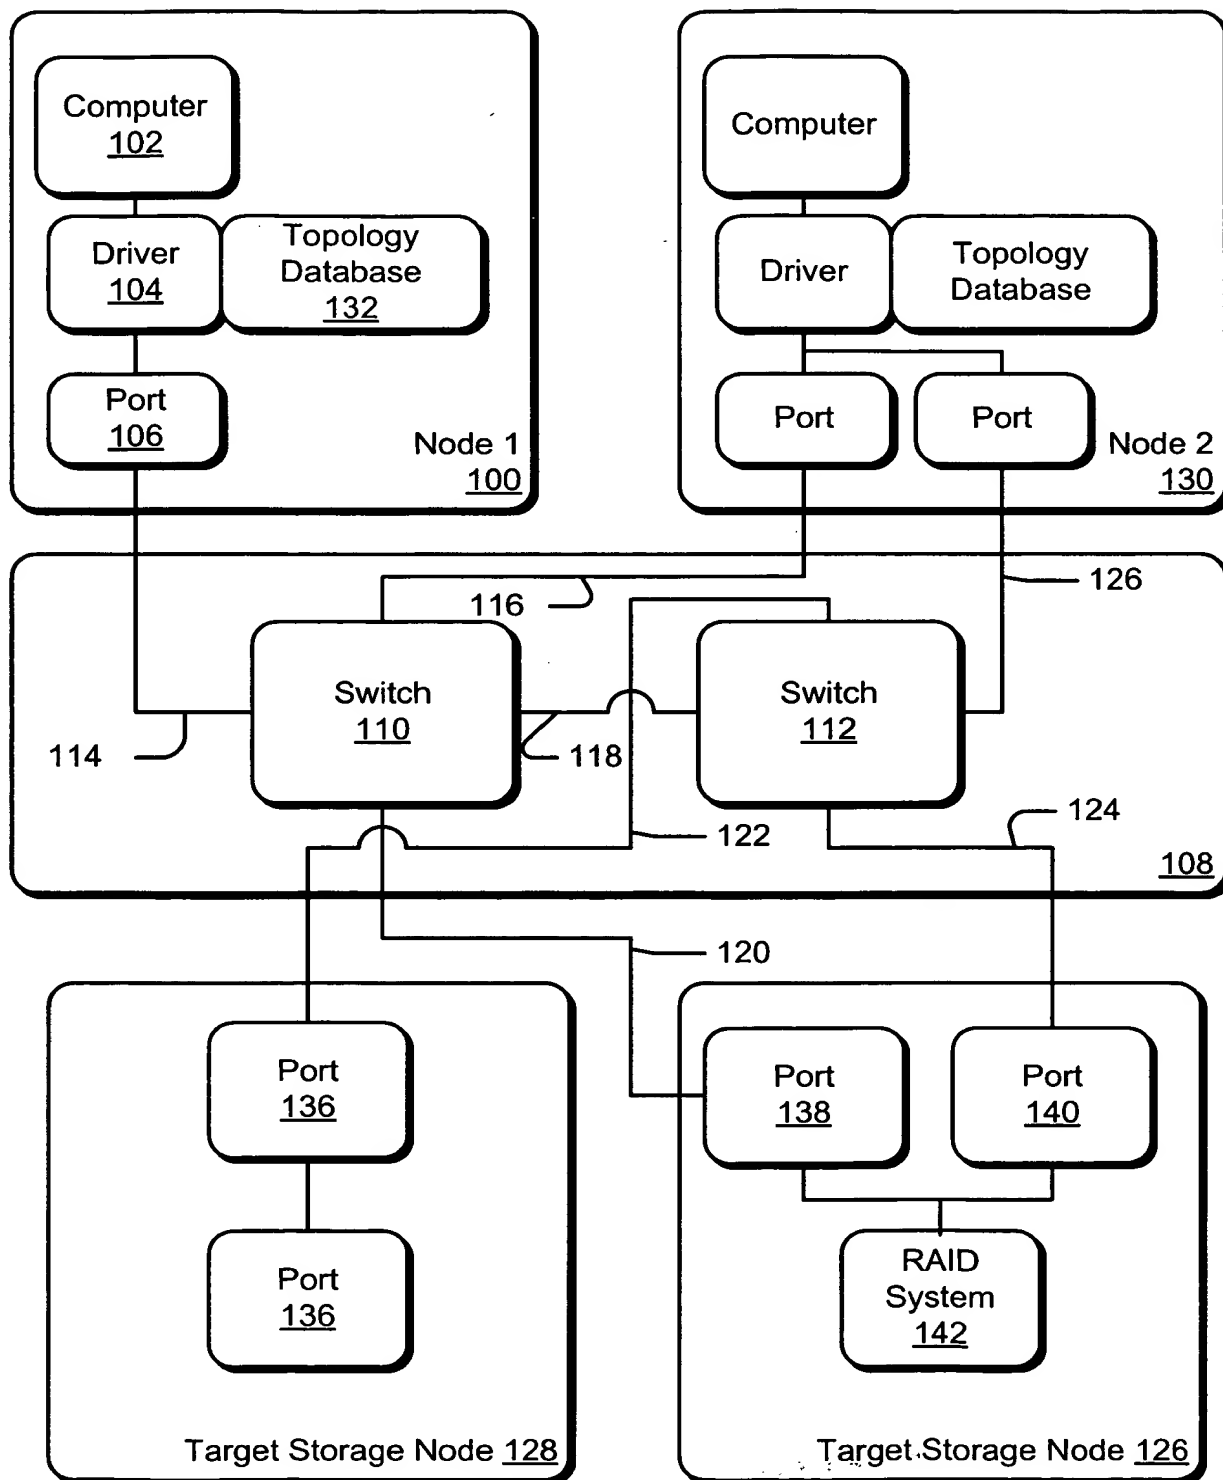 Computer
102
Driver
104
Topology
Database
132
Port
106
Node 1
100
Computer
Driver
Topology
Database
Port
Port
Node 2
130
116
126
Switch
110
Switch
112
114
118
122
124
108
120
Port
136
Port
136
Target Storage Node 128
Port
138
Port
140
RAID
System
142
Target Storage Node 126